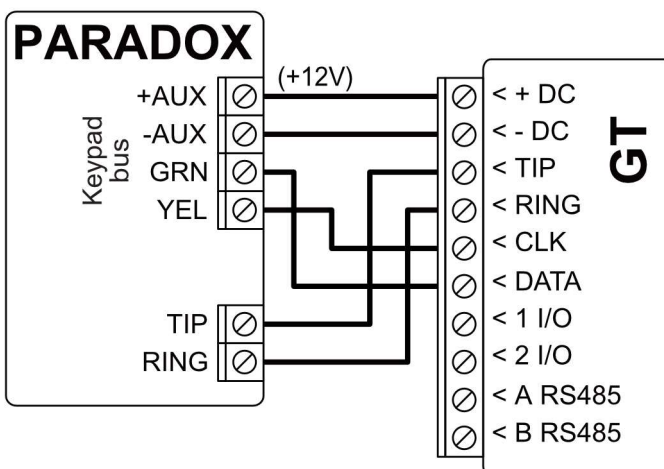 PARADOX
(+12V)
+AUX
-AUX
GRN
YEL
Keypad
bus
TIP
RING
GT
< + DC
< - DC
< TIP
< RING
< CLK
< DATA
< 1 I/O
< 2 I/O
< A RS485
< B RS485